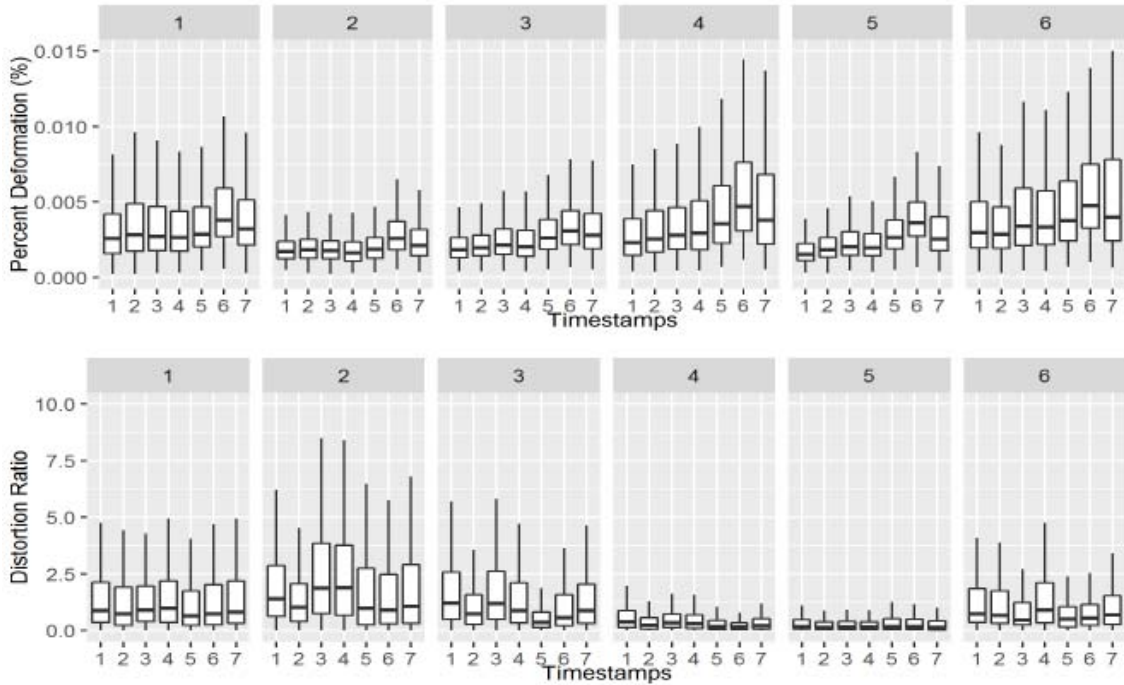 1 2 3 4 5 6
Percent Deformation (%)
0.015
0.010
0.005
0.000
1 2 3 4 5 6 7 1 2 3 4 5 6 7 1 2 3 4 5 6 7 1 2 3 4 5 6 7 1 2 3 4 5 6 7 1 2 3 4 5 6 7
Timestamps
1 2 3 4 5 6
Distortion Ratio
10.0
7.5
5.0
2.5
0.0
1 2 3 4 5 6 7 1 2 3 4 5 6 7 1 2 3 4 5 6 7 1 2 3 4 5 6 7 1 2 3 4 5 6 7 1 2 3 4 5 6 7
Timestamps